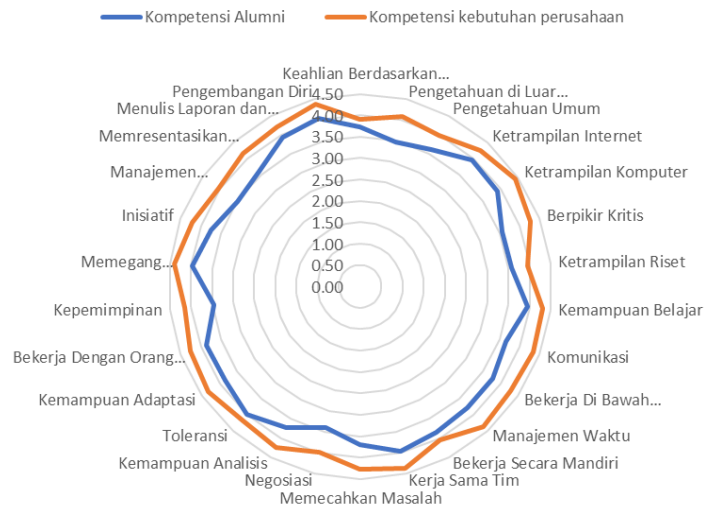 Kompetensi Alumni
Kompetensi kebutuhan perusahaan
Keahlian Berdasarkan...
Pengetahuan di Luar...
Pengetahuan Umum
Ketrampilan Internet
Ketrampilan Komputer
Berpikir Kritis
Ketrampilan Riset
Kemampuan Belajar
Komunikasi
Bekerja Di Bawah...
Manajemen Waktu
Bekerja Secara Mandiri
Kerja Sama Tim
Memecahkan Masalah
Negosiasi
Kemampuan Analisis
Toleransi
Kemampuan Adaptasi
Bekerja Dengan Orang...
Kepemimpinan
Memegang...
Inisiatif
Manajemen...
Memresentasikan...
Menulis Laporan dan...
Pengembangan Diri
4.50
4.00
3.50
3.00
2.50
2.00
1.50
1.00
0.50
0.00